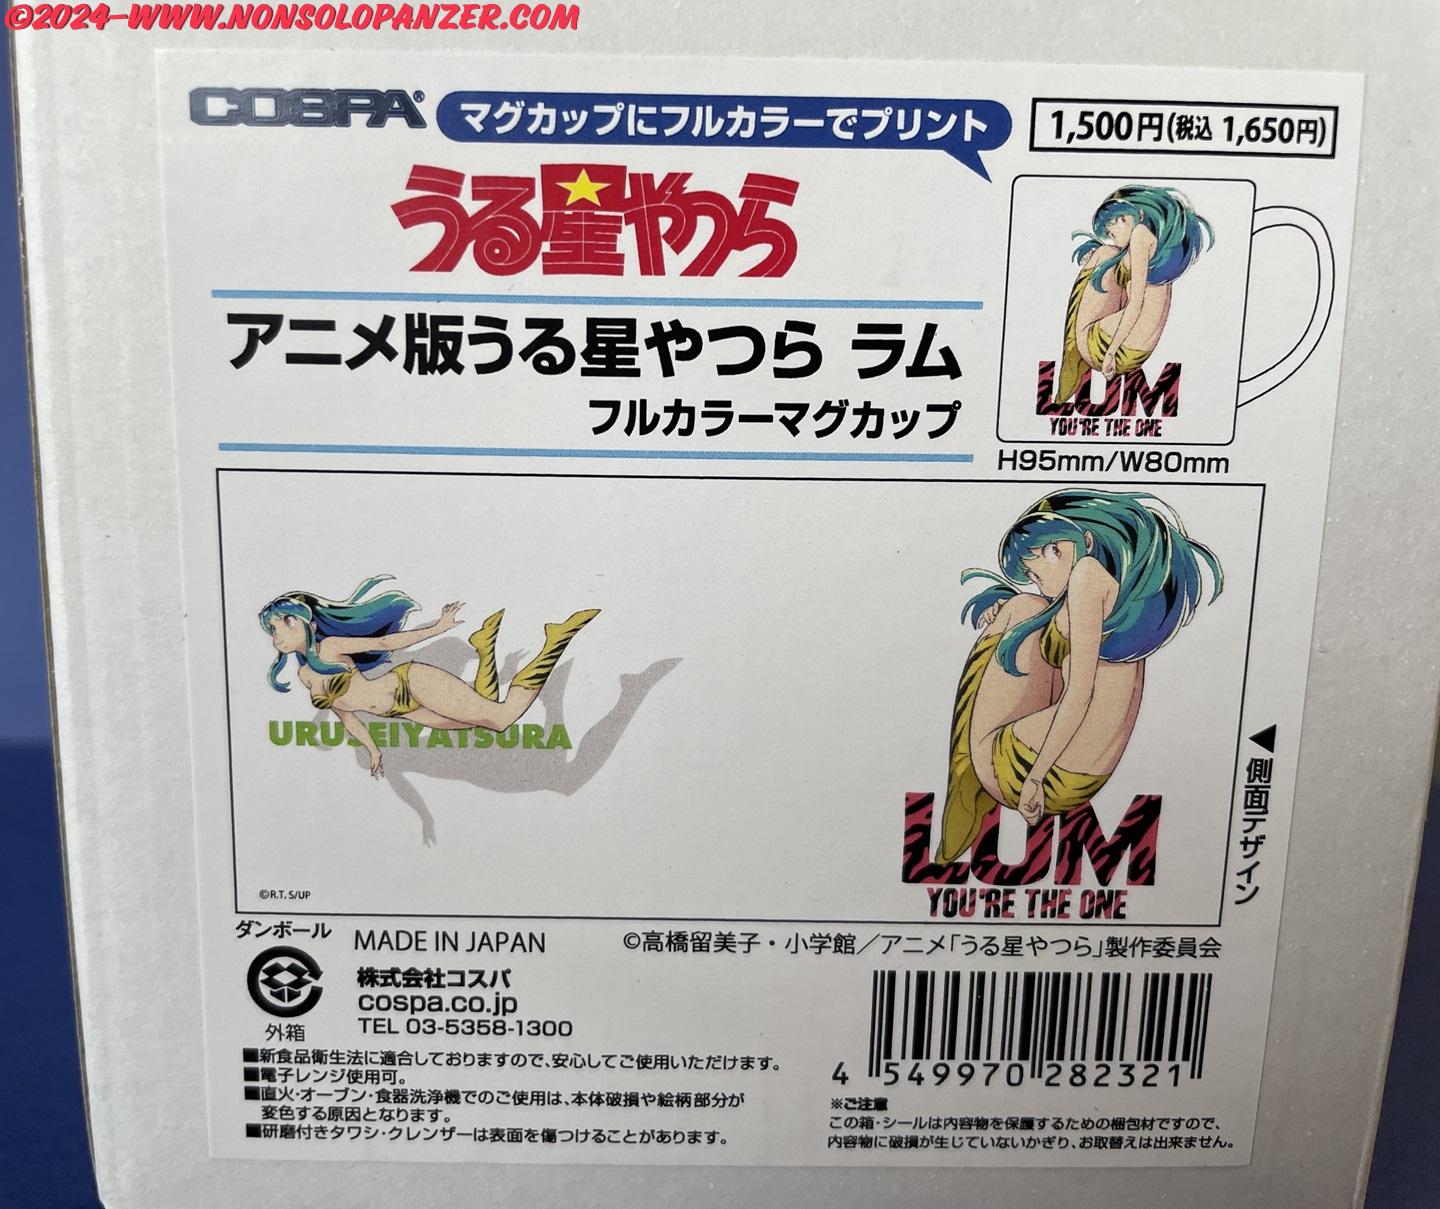 ©2024-WWW.NONSOLOPANZER.COM
COSPA®
マグカップにフルカラーでプリント
1,500円(税込 1,650円)
うる星やつら
アニメ版うる星やつら ラム
フルカラーマグカップ
LUM
YOU'RE THE ONE
H95mm/W80mm
URUSEIYATSURA
LUM
YOU'RE THE ONE
◀側面デザイン
©R.T. S/UP
ダンボール
外箱
MADE IN JAPAN
©高橋留美子・小学館／アニメ「うる星やつら」製作委員会
株式会社コスパ
cospa.co.jp
TEL 03-5358-1300
■新食品衛生法に適合しておりますので、安心してご使用いただけます。
■電子レンジ使用可。
■直火・オーブン・食器洗浄機でのご使用は、本体破損や絵柄部分が
変色する原因となります。
■研磨付きタワシ・クレンザーは表面を傷つけることがあります。
4 549970 282321
※ご注意
この箱・シールは内容物を保護するための梱包材ですので、
内容物に破損が生じていないかぎり、お取替えは出来ません。